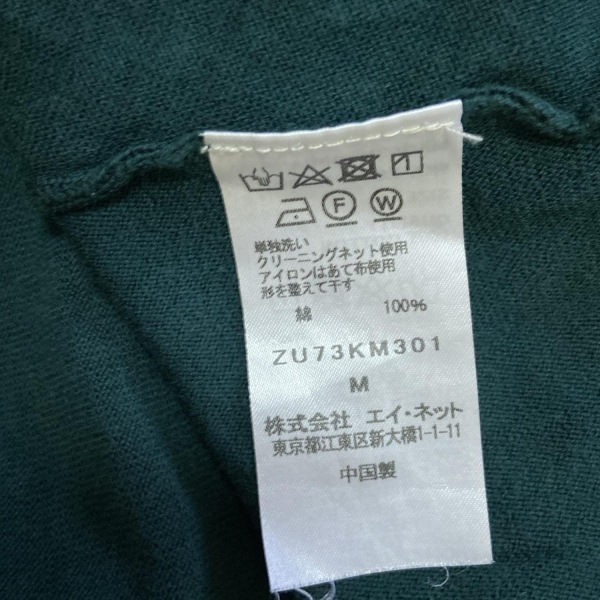 F W
単独洗い
クリーニングネット使用
アイロンはあて布使用
形を整えて干す
綿 100%
ZU73KM301
M
株式会社 エイ・ネット
東京都江東区新大橋1-1-11
中国製